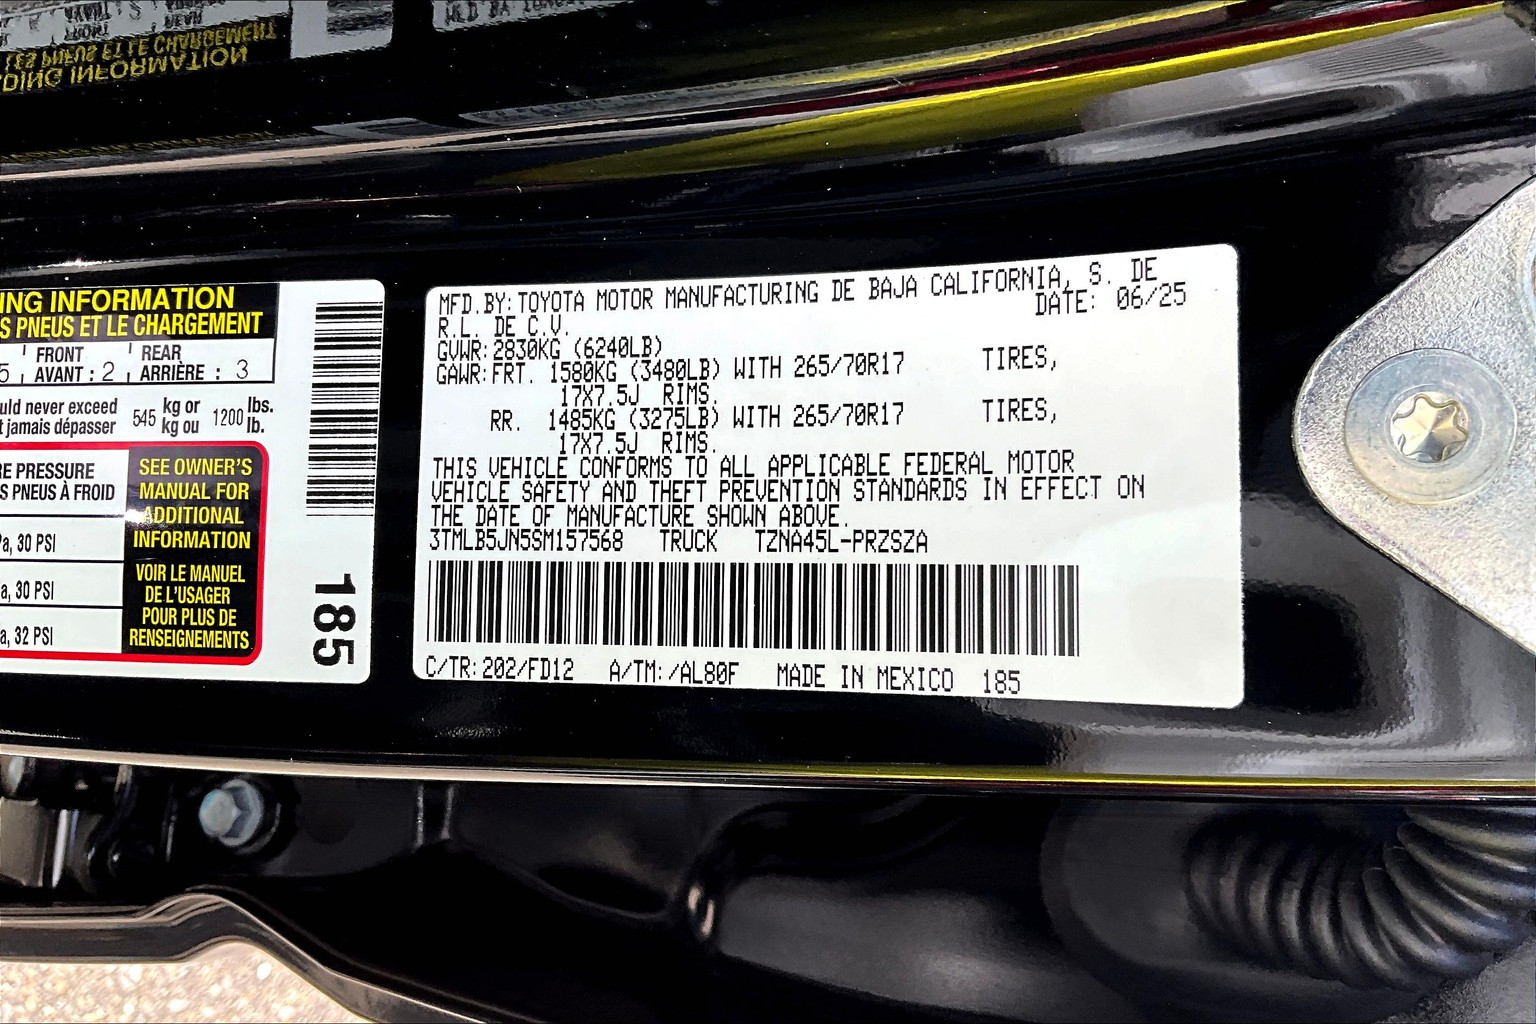 ING INFORMATION
S PNEUS ET LE CHARGEMENT
5 FRONT AVANT : 2 REAR ARRIÈRE : 3
uld never exceed 545 kg or 1200 lbs.
t jamais dépasser kg ou lb.
RE PRESSURE
S PNEUS À FROID
a, 30 PSI
a, 30 PSI
a, 32 PSI
SEE OWNER'S
MANUAL FOR
ADDITIONAL
INFORMATION
VOIR LE MANUEL
DE L'USAGER
POUR PLUS DE
RENSEIGNEMENTS
185
MFD.BY:TOYOTA MOTOR MANUFACTURING DE BAJA CALIFORNIA, S. DE
R.L. DE C.V. DATE: 06/25
GVWR:2830KG (6240LB)
GAWR:FRT. 1580KG (3480LB) WITH 265/70R17 TIRES,
17X7.5J RIMS.
RR. 1485KG (3275LB) WITH 265/70R17 TIRES,
17X7.5J RIMS.
THIS VEHICLE CONFORMS TO ALL APPLICABLE FEDERAL MOTOR
VEHICLE SAFETY AND THEFT PREVENTION STANDARDS IN EFFECT ON
THE DATE OF MANUFACTURE SHOWN ABOVE.
3TMLB5JN5SM157568 TRUCK TZNA45L-PRZSZA
C/TR:202/FD12 A/TM:/AL80F MADE IN MEXICO 185